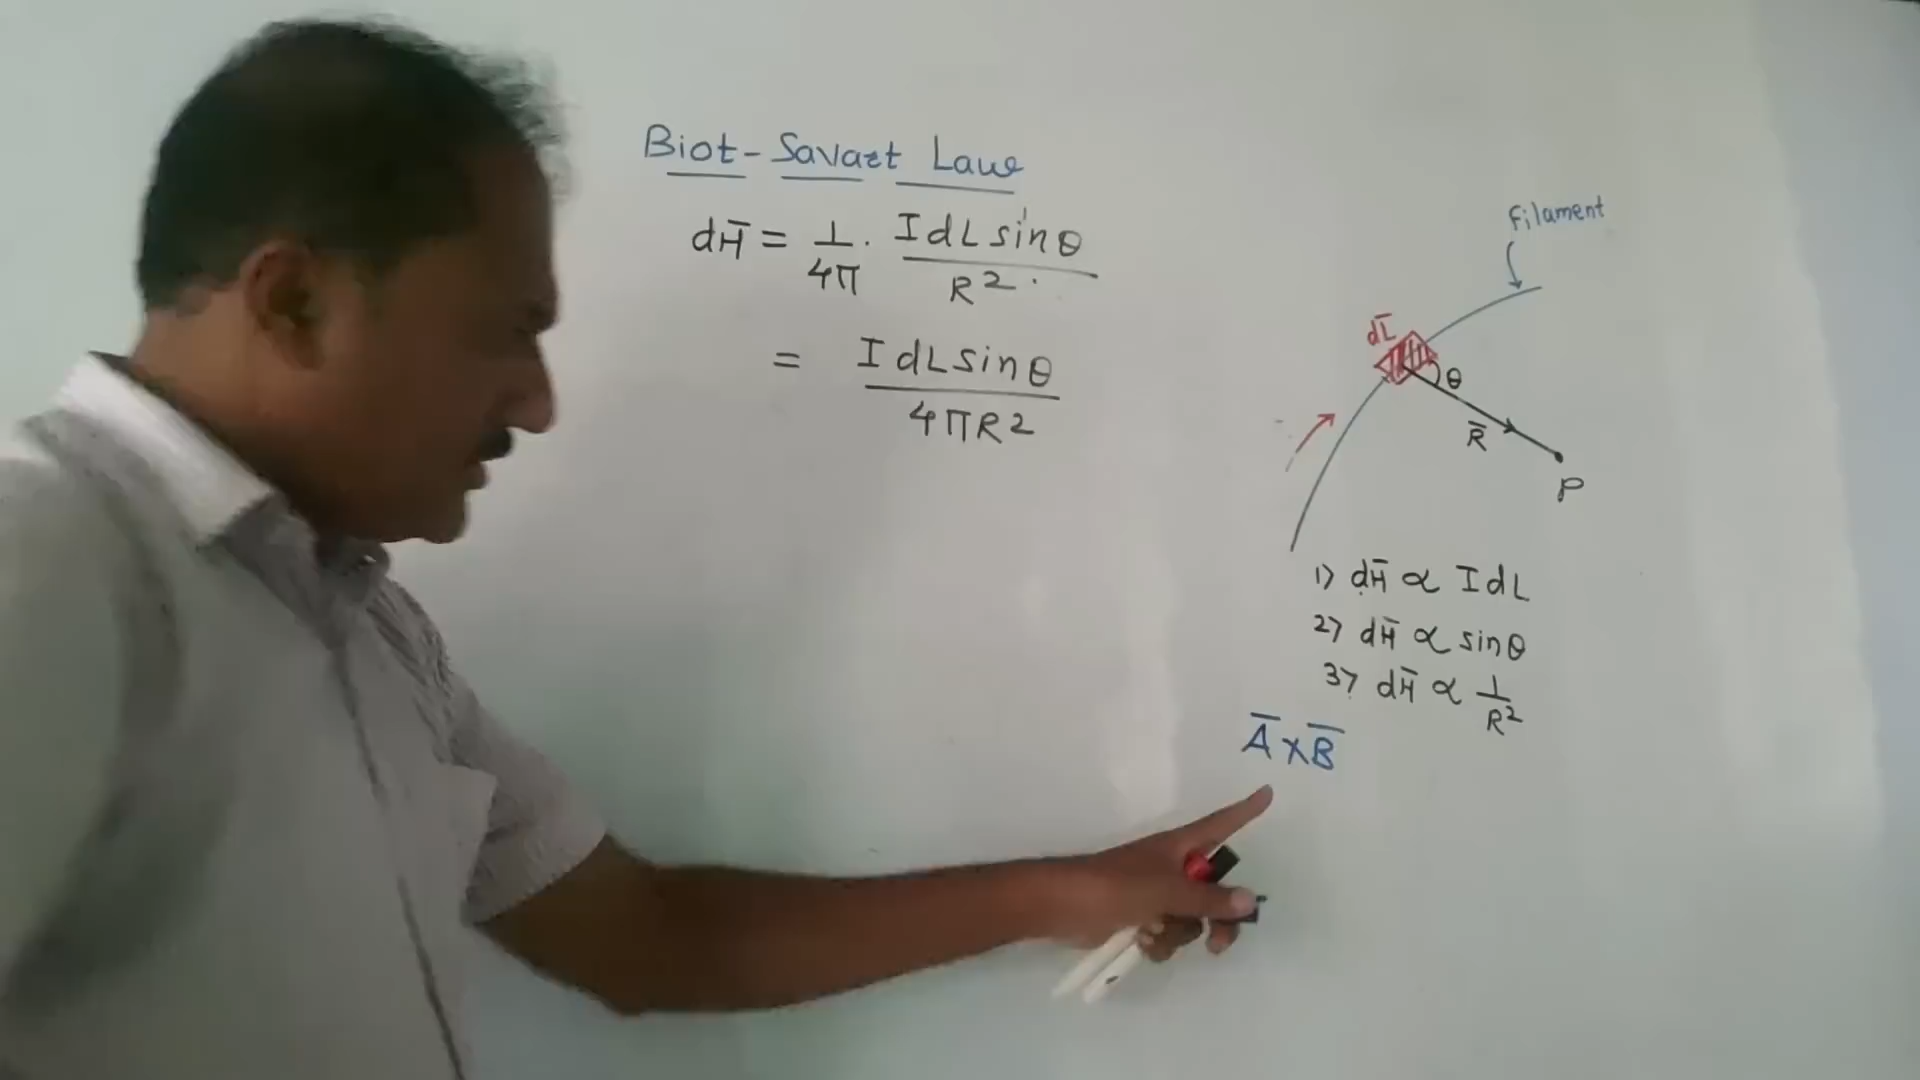 Biot-Savart Law
dH̅ = 1/4π . IdL sinθ/R²
= IdL sinθ/4πR²
Filament
dL̅
θ
R̅
P
1) dH̅ ∝ IdL
2) dH̅ ∝ sinθ
3) dH̅ ∝ 1/R²
A̅ × B̅